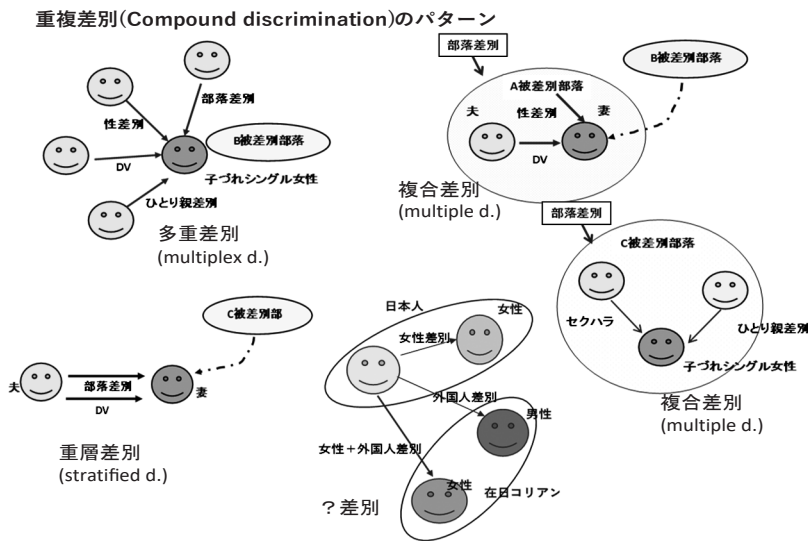 重複差別(Compound discrimination)のパターン
部落差別
性差別
B被差別部落
DV
子づれシングル女性
ひとり親差別
多重差別
(multiplex d.)
部落差別
B被差別部落
A被差別部落
夫
性差別
妻
DV
複合差別
(multiple d.)
部落差別
C被差別部落
セクハラ
ひとり親差別
子づれシングル女性
複合差別
(multiple d.)
C被差別部
夫
部落差別
妻
DV
重層差別
(stratified d.)
日本人
女性
女性差別
外国人差別
男性
女性+外国人差別
女性
在日コリアン
?差別